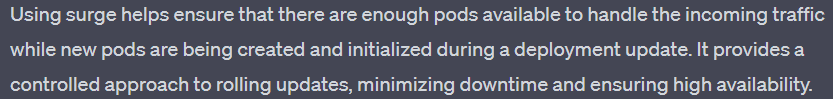 Using surge helps ensure that there are enough pods available to handle the incoming traffic
while new pods are being created and initialized during a deployment update. It provides a
controlled approach to rolling updates, minimizing downtime and ensuring high availability.